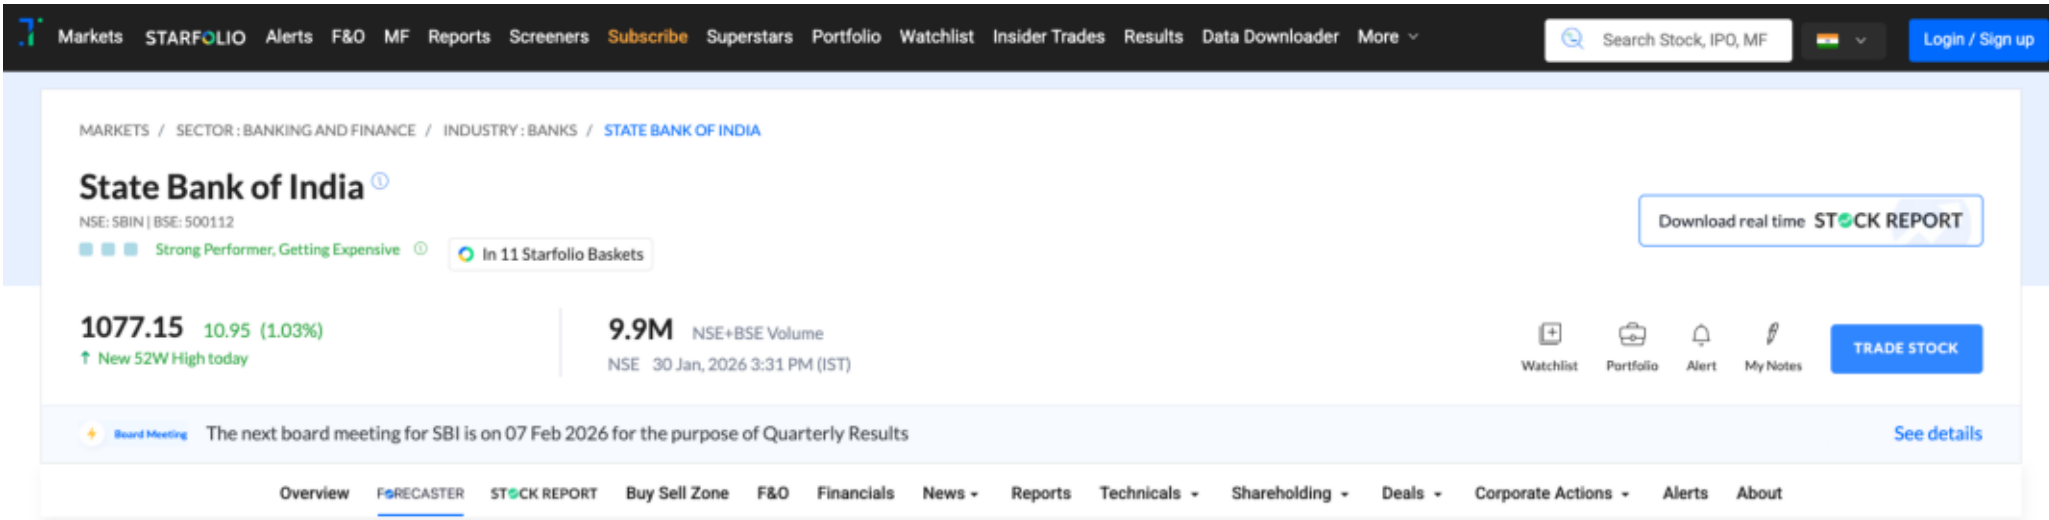 Markets STARFOLIO Alerts F&O MF Reports Screeners Subscribe Superstars Portfolio Watchlist Insider Trades Results Data Downloader More Search Stock, IPO, MF Login / Sign up
MARKETS / SECTOR : BANKING AND FINANCE / INDUSTRY : BANKS / STATE BANK OF INDIA
State Bank of India
NSE: SBIN | BSE: 500112
Download real time STOCK REPORT
Strong Performer, Getting Expensive In 11 Starfolio Baskets
1077.15 10.95 (1.03%)
New 52W High today
9.9M NSE+BSE Volume
NSE 30 Jan, 2026 3:31 PM (IST)
Watchlist Portfolio Alert My Notes TRADE STOCK
Board Meeting The next board meeting for SBI is on 07 Feb 2026 for the purpose of Quarterly Results See details
Overview FORECASTER STOCK REPORT Buy Sell Zone F&O Financials News Reports Technicals Shareholding Deals Corporate Actions Alerts About